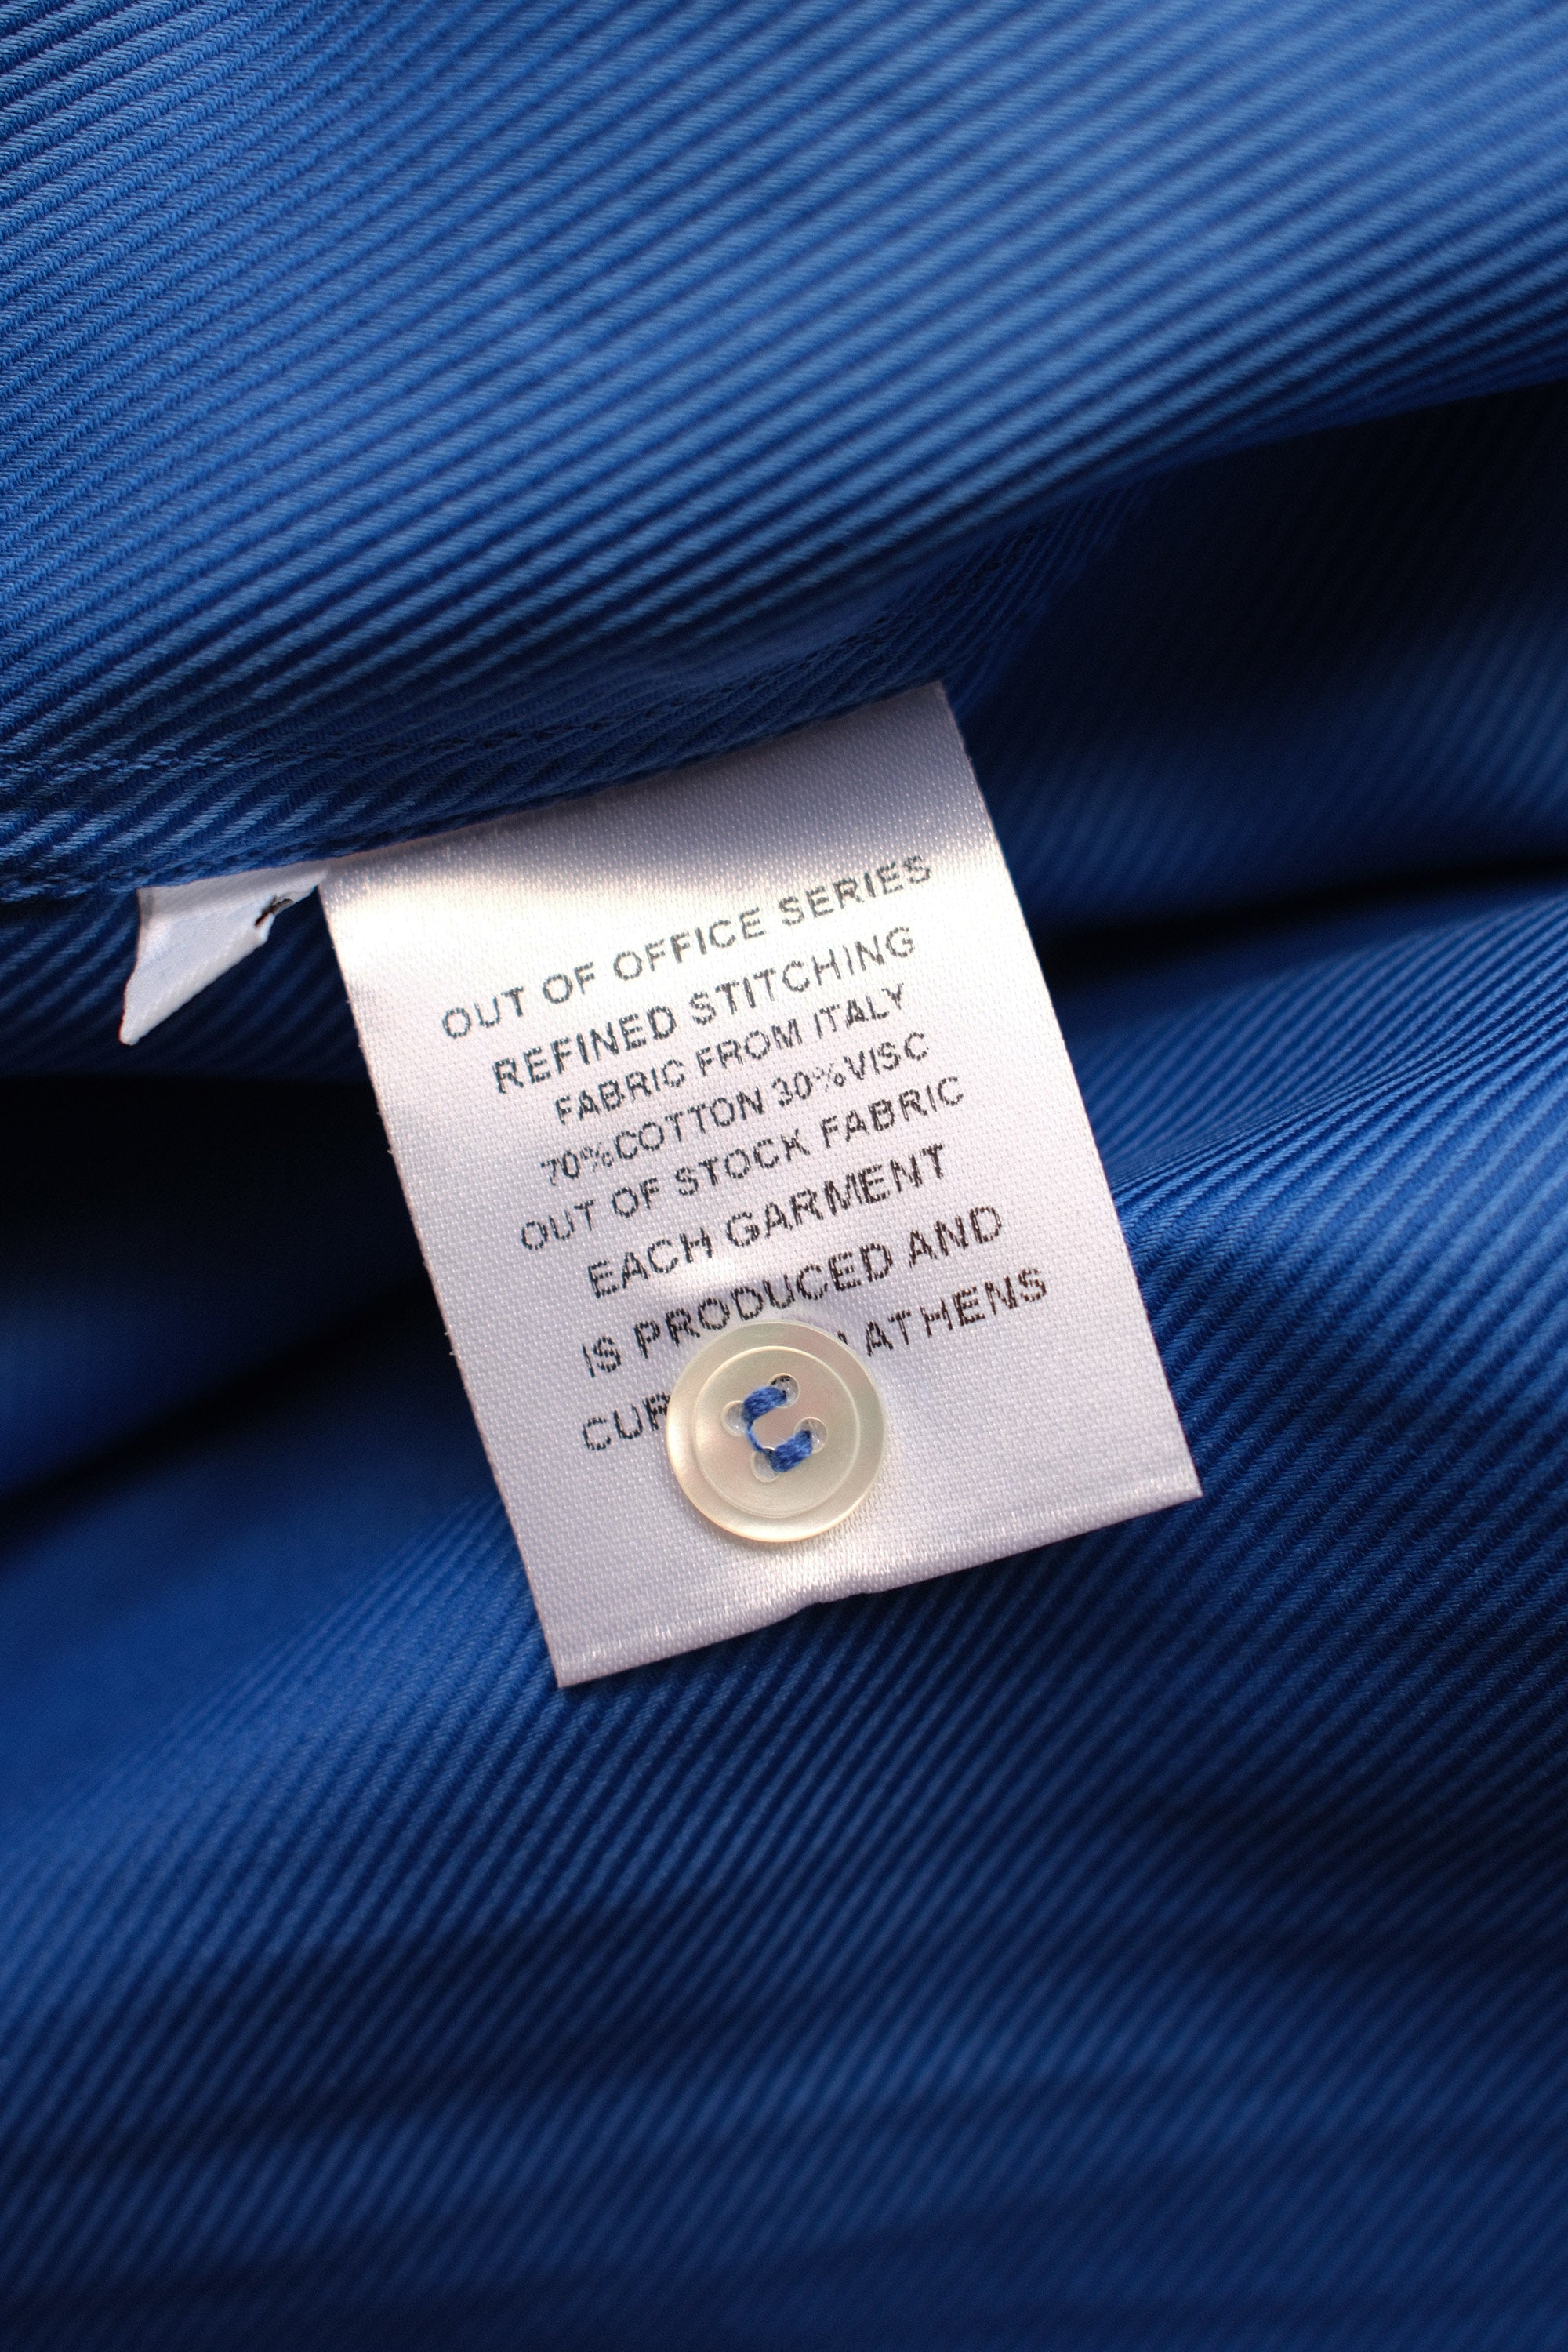 OUT OF OFFICE SERIES
REFINED STITCHING
FABRIC FROM ITALY
70%COTTON 30%VISC
OUT OF STOCK FABRIC
EACH GARMENT
IS PRODUCED AND
ATHENS